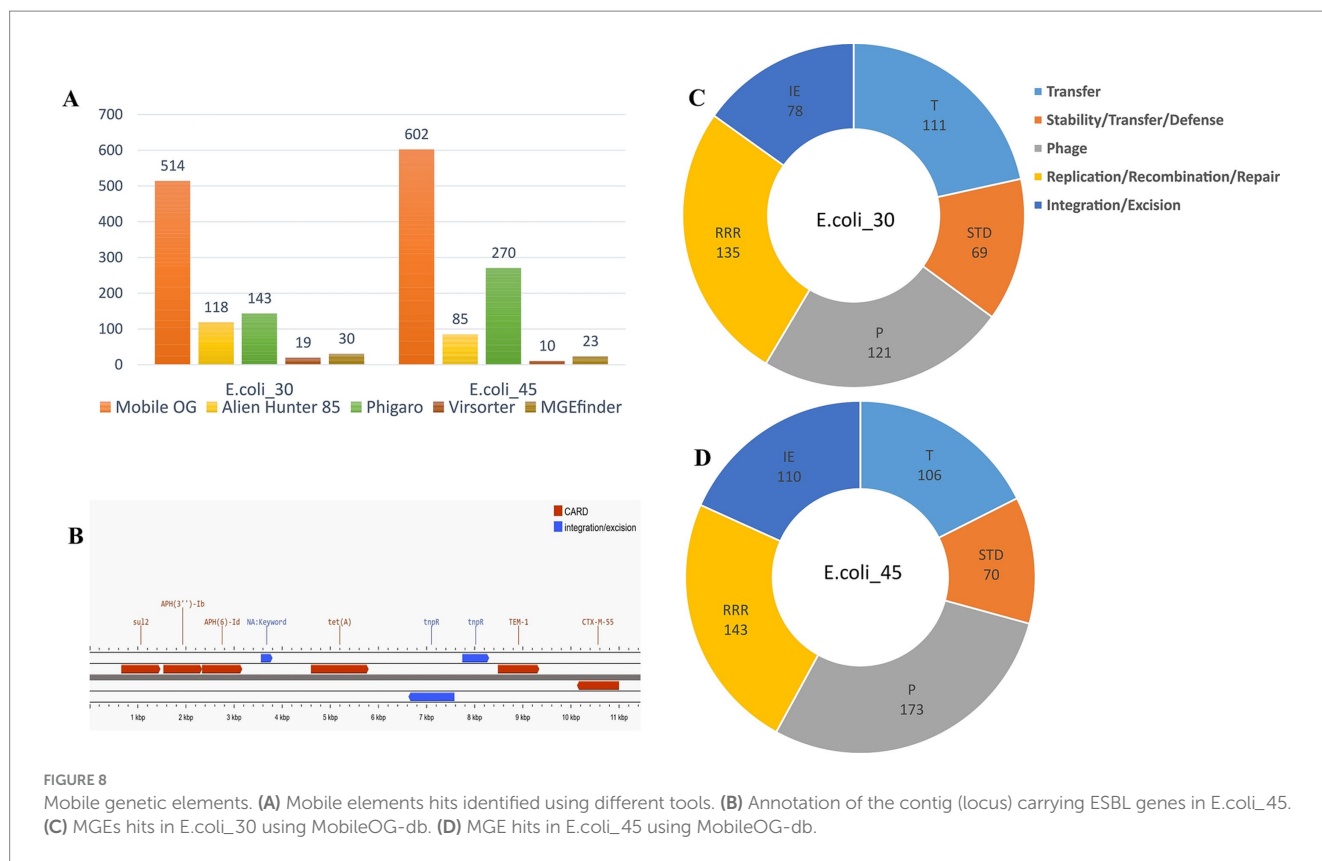 A
700
600
500
400
300
200
100
0
514
118
143
19
30
602
85
270
10
23
E.coli_30
E.coli_45
Mobile OG
Alien Hunter 85
Phigaro
Virsorter
MGEfinder
B
CARD
integration/excision
APH(3'')-Ib
sul2
APH(6)-Id
NA:Keyword
tet(A)
tnpR
tnpR
TEM-1
CTX-M-55
1 kbp
2 kbp
3 kbp
4 kbp
5 kbp
6 kbp
7 kbp
8 kbp
9 kbp
10 kbp
11 kbp
C
IE
78
T
111
RRR
135
E.coli_30
STD
69
P
121
Transfer
Stability/Transfer/Defense
Phage
Replication/Recombination/Repair
Integration/Excision
D
IE
110
T
106
E.coli_45
STD
70
RRR
143
P
173
FIGURE 8
Mobile genetic elements. (A) Mobile elements hits identified using different tools. (B) Annotation of the contig (locus) carrying ESBL genes in E.coli_45.
(C) MGEs hits in E.coli_30 using MobileOG-db. (D) MGE hits in E.coli_45 using MobileOG-db.